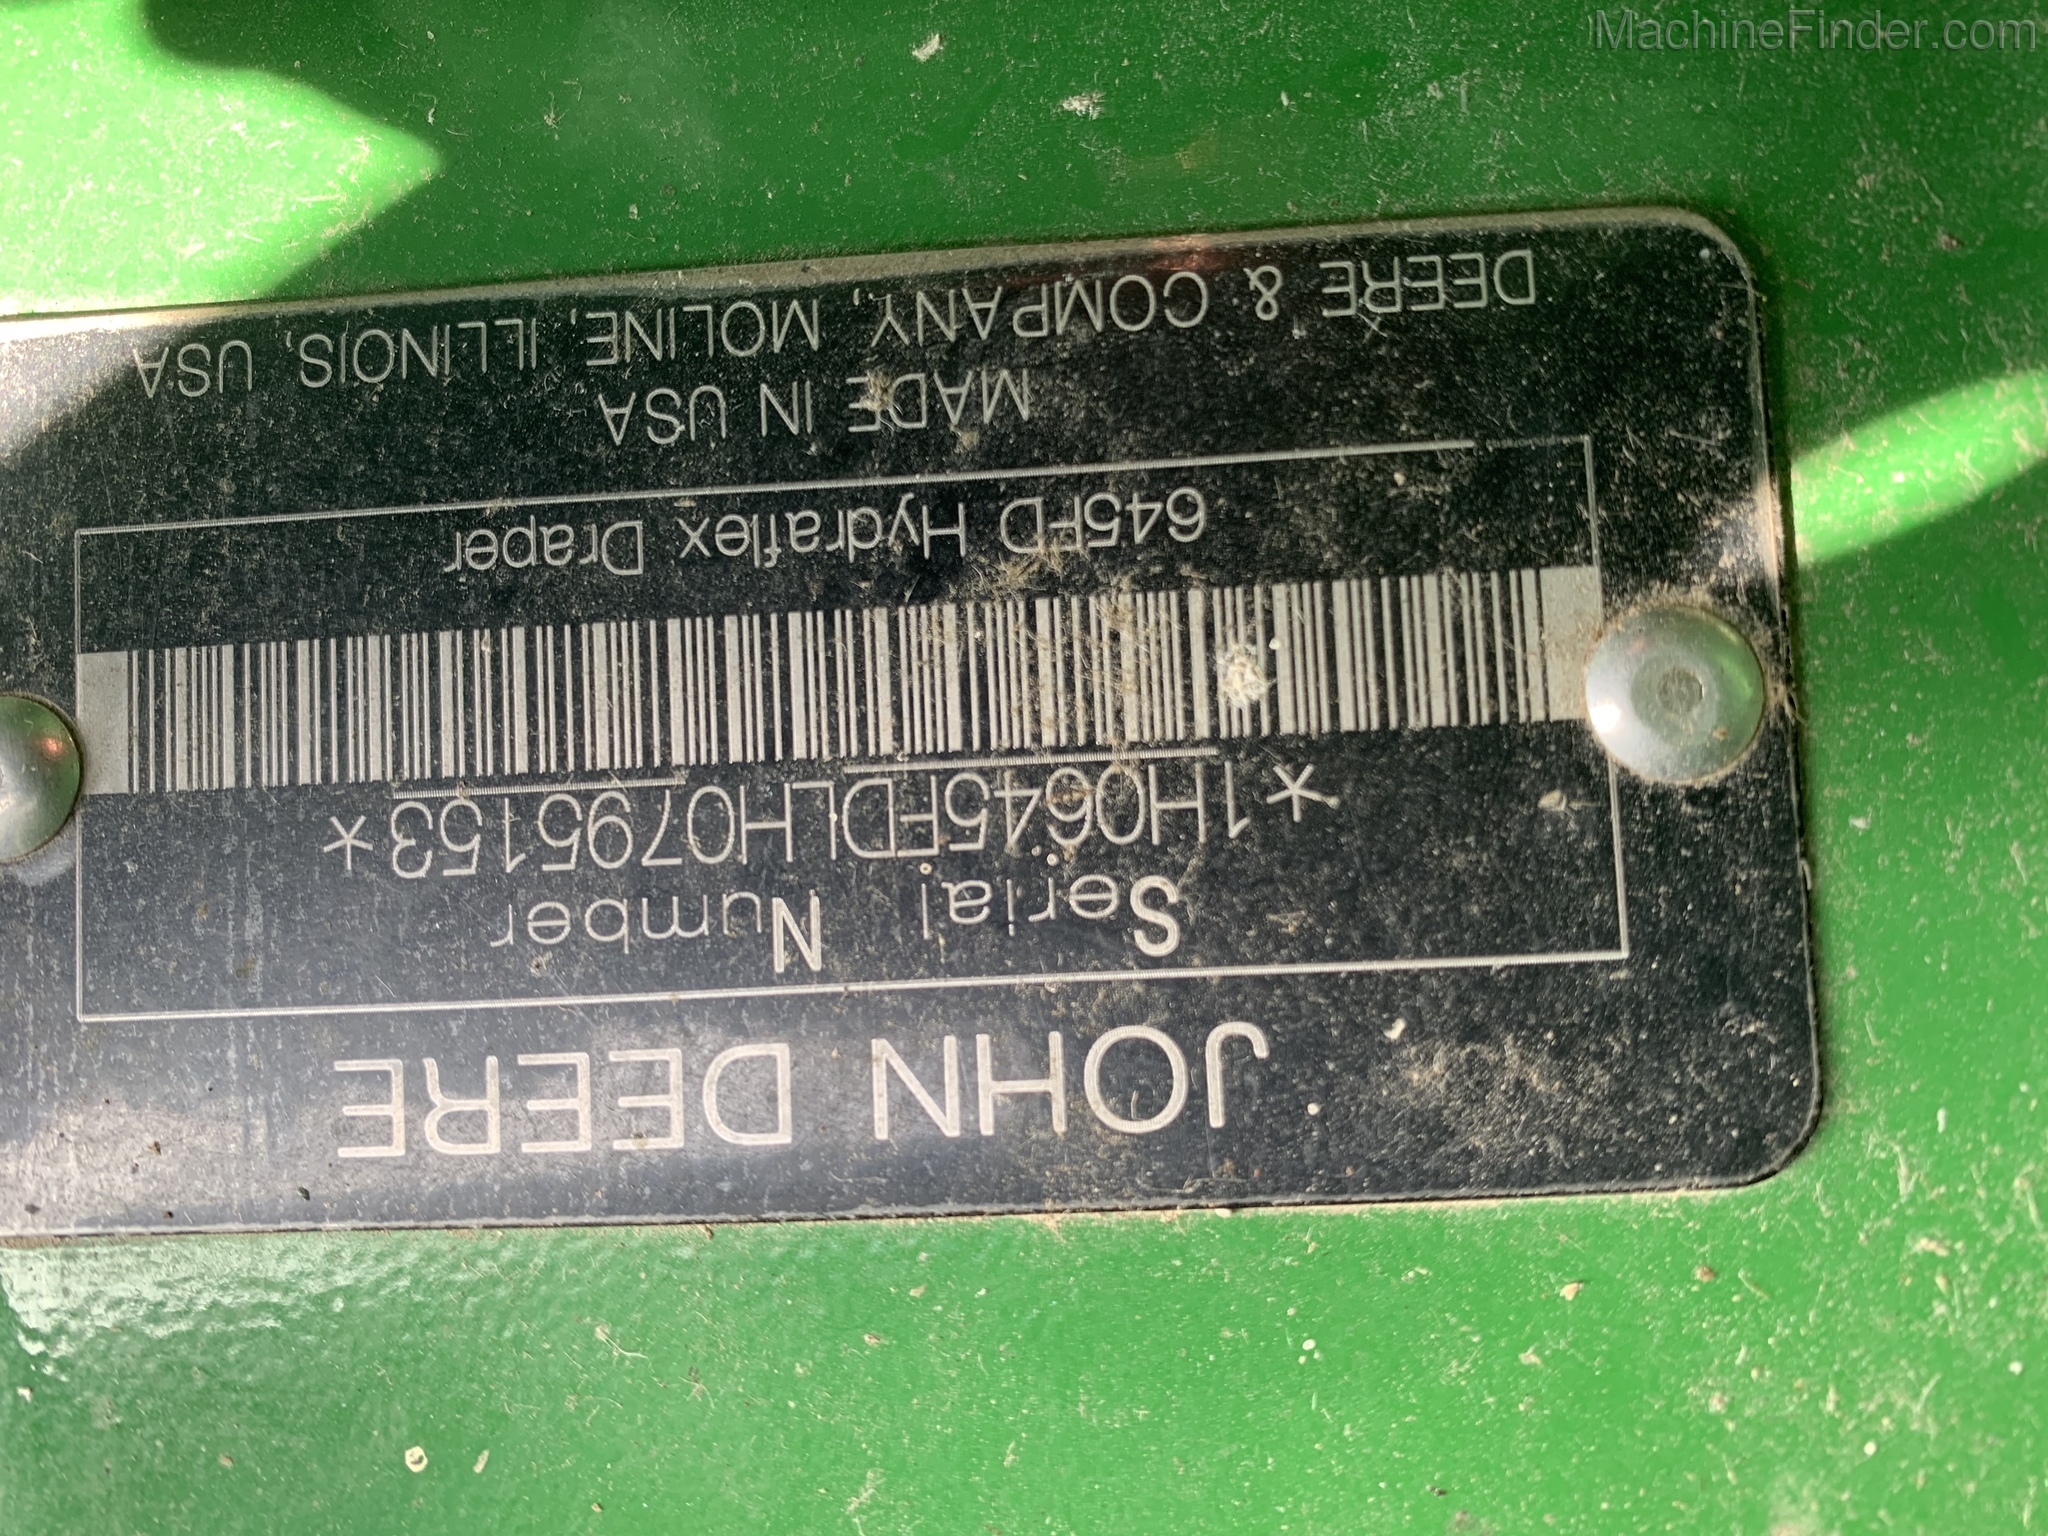 MachineFinder.com
JOHN DEERE
Serial Number
*1H0645FDLH0795153*
645FD Hydraflex Draper
MADE IN USA
DEERE & COMPANY, MOLINE, ILLINOIS, USA